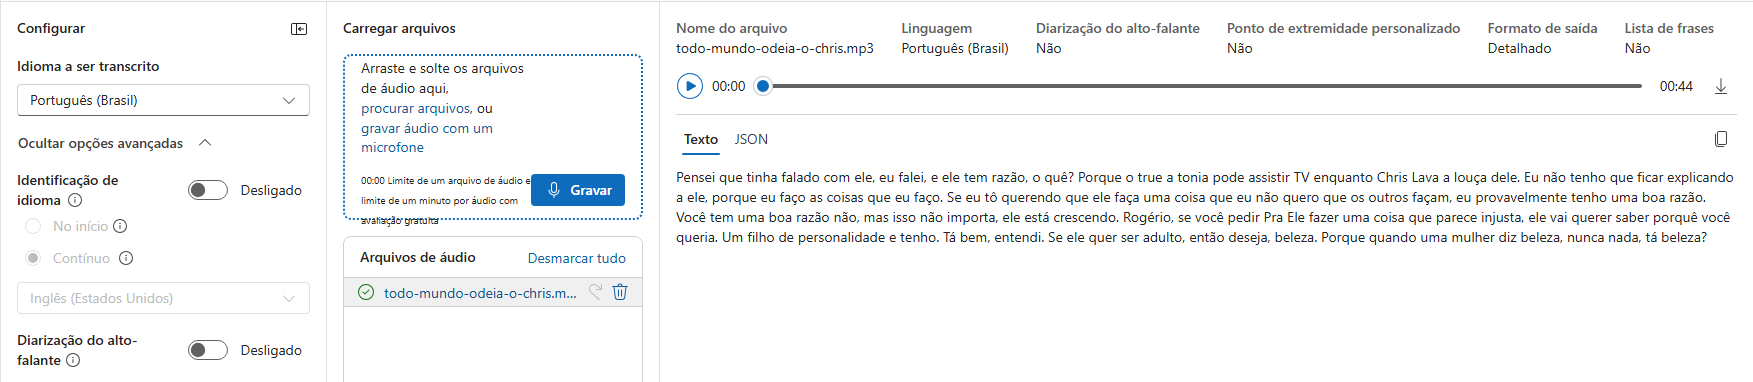 Configurar
Idioma a ser transcrito
Português (Brasil)
Ocultar opções avançadas
Identificação de
idioma
Desligado
No início
Contínuo
Inglês (Estados Unidos)
Diarização do alto-
falante
Desligado
Carregar arquivos
Arraste e solte os arquivos
de áudio aqui,
procurar arquivos, ou
gravar áudio com um
microfone
00:00 Limite de um arquivo de áudio e
limite de um minuto por áudio com
avaliação gratuita
Gravar
Arquivos de áudio
Desmarcar tudo
todo-mundo-odeia-o-chris.m...
Nome do arquivo
todo-mundo-odeia-o-chris.mp3
Linguagem
Português (Brasil)
Diarização do alto-falante
Não
Ponto de extremidade personalizado
Não
Formato de saída
Detalhado
Lista de frases
Não
00:00
00:44
Texto
JSON
Pensei que tinha falado com ele, eu falei, e ele tem razão, o quê? Porque o true a tonia pode assistir TV enquanto Chris Lava a louça dele. Eu não tenho que ficar explicando
a ele, porque eu faço as coisas que eu faço. Se eu tô querendo que ele faça uma coisa que eu não quero que os outros façam, eu provavelmente tenho uma boa razão.
Você tem uma boa razão não, mas isso não importa, ele está crescendo. Rogério, se você pedir Pra Ele fazer uma coisa que parece injusta, ele vai querer saber porquê você
queria. Um filho de personalidade e tenho. Tá bem, entendi. Se ele quer ser adulto, então deseja, beleza. Porque quando uma mulher diz beleza, nunca nada, tá beleza?